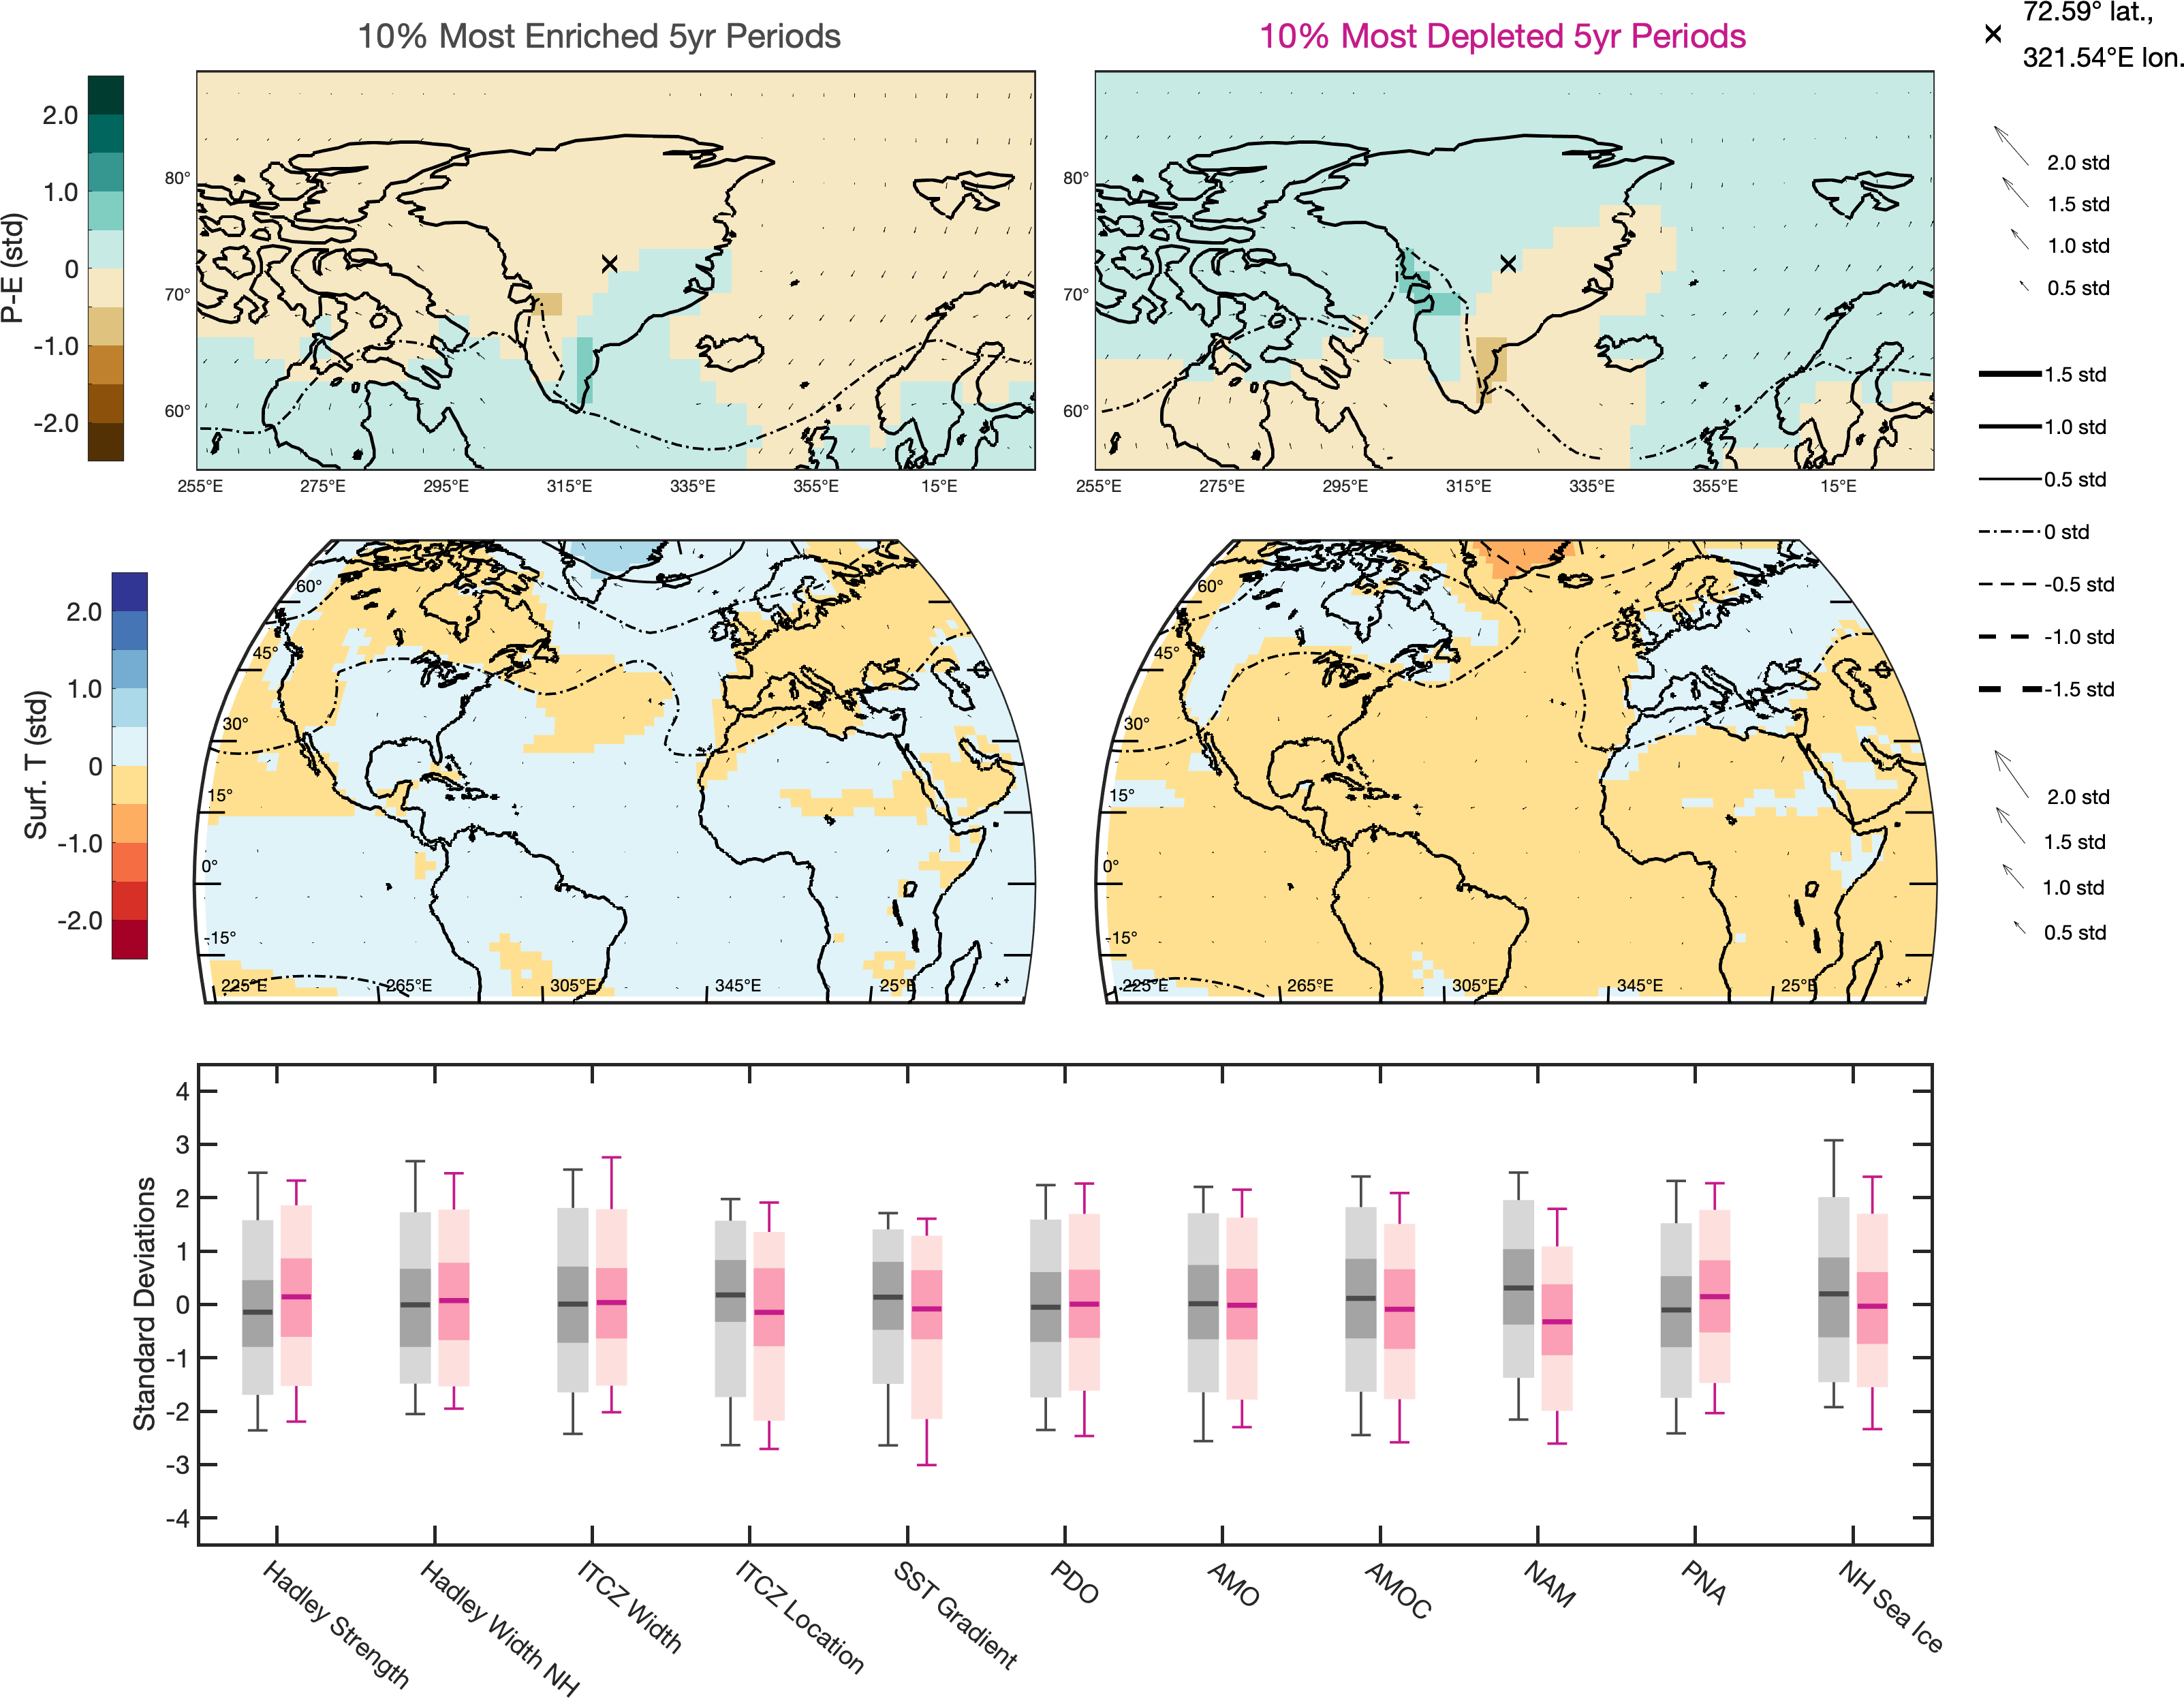 10% Most Enriched 5yr Periods
10% Most Depleted 5yr Periods
72.59° lat.,
321.54°E lon.
P-E (std)
2.0
1.0
0
-1.0
-2.0
80°
70°
60°
255°E 275°E 295°E 315°E 335°E 355°E 15°E
80°
70°
60°
255°E 275°E 295°E 315°E 335°E 355°E 15°E
2.0 std
1.5 std
1.0 std
0.5 std
1.5 std
1.0 std
0.5 std
0 std
-0.5 std
-1.0 std
-1.5 std
Surf. T (std)
2.0
1.0
0
-1.0
-2.0
60°
45°
30°
15°
0°
-15°
225°E 265°E 305°E 345°E 25°E
60°
45°
30°
15°
0°
-15°
225°E 265°E 305°E 345°E 25°E
2.0 std
1.5 std
1.0 std
0.5 std
Standard Deviations
4
3
2
1
0
-1
-2
-3
-4
Hadley Strength
Hadley Width NH
ITCZ Width
ITCZ Location
SST Gradient
PDO
AMO
AMOC
NAM
PNA
NH Sea Ice